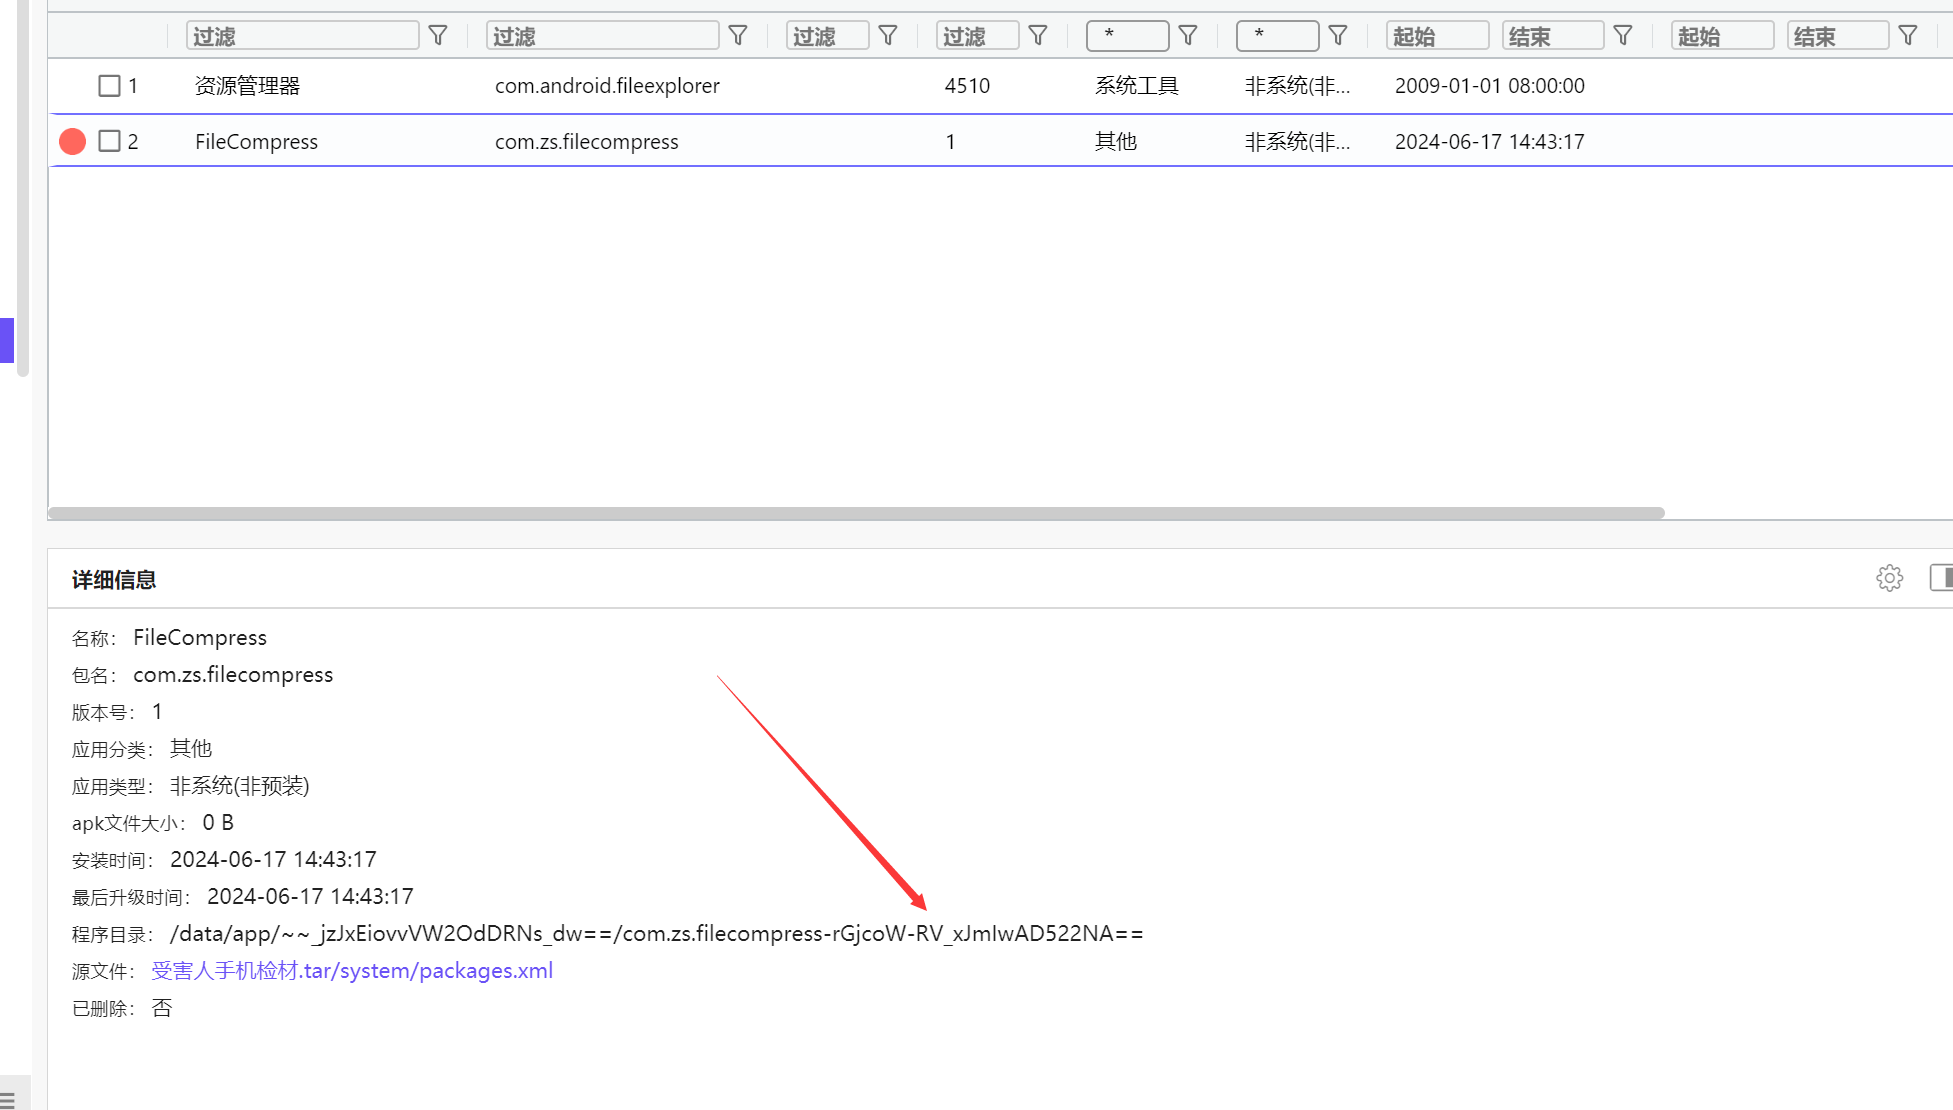 过滤 过滤 过滤 过滤 * * 起始 结束 起始 结束
1 资源管理器 com.android.fileexplorer 4510 系统工具 非系统(非... 2009-01-01 08:00:00
2 FileCompress com.zs.filecompress 1 其他 非系统(非... 2024-06-17 14:43:17
详细信息
名称： FileCompress
包名： com.zs.filecompress
版本号： 1
应用分类： 其他
应用类型： 非系统(非预装)
apk文件大小： 0 B
安装时间： 2024-06-17 14:43:17
最后升级时间： 2024-06-17 14:43:17
程序目录： /data/app/~~_jzJxEiovvVW2OdDRNs_dw==/com.zs.filecompress-rGjcoW-RV_xJmIwAD522NA==
源文件： 受害人手机检材.tar/system/packages.xml
已删除： 否